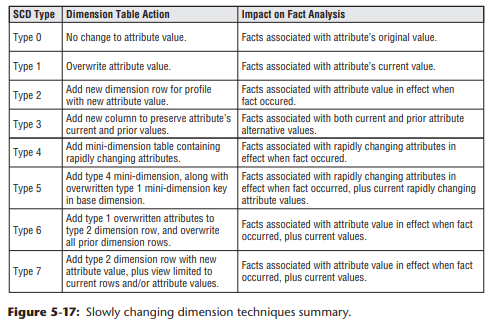 SCD Type Dimension Table Action Impact on Fact Analysis
Type 0 No change to attribute value. Facts associated with attribute's original value.
Type 1 Overwrite attribute value. Facts associated with attribute's current value.
Type 2 Add new dimension row for profile
with new attribute value. Facts associated with attribute value in effect when
fact occured.
Type 3 Add new column to preserve attribute's
current and prior values. Facts associated with both current and prior attribute
alternative values.
Type 4 Add mini-dimension table containing
rapidly changing attributes. Facts associated with rapidly changing attributes in
effect when fact occured.
Type 5 Add type 4 mini-dimension, along with
overwritten type 1 mini-dimension key
in base dimension. Facts associated with rapidly changing attributes in
effect when fact occurred, plus current rapidly changing
attribute values.
Type 6 Add type 1 overwritten attributes to
type 2 dimension row, and overwrite
all prior dimension rows. Facts associated with attribute value in effect when fact
occurred, plus current values.
Type 7 Add type 2 dimension row with new
attribute value, plus view limited to
current rows and/or attribute values. Facts associated with attribute value in effect when fact
occurred, plus current values.
Figure 5-17: Slowly changing dimension techniques summary.